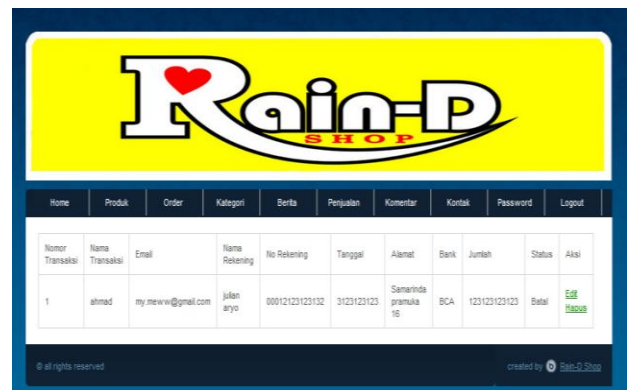 Rain-D
SHOP
Home Produk Order Kategori Berita Penjualan Komentar Kontak Password Logout
Nomor Transaksi Nama Transaksi Email Nama Rekening No Rekening Tanggal Alamat Bank Jumlah Status Aksi
1 ahmad my.meww@gmail.com julian aryo 00012123123132 3123123123 Samarinda pramuka 16 BCA 123123123123 Batal Edit Hapus
© all rights reserved
created by Rain-D Shop